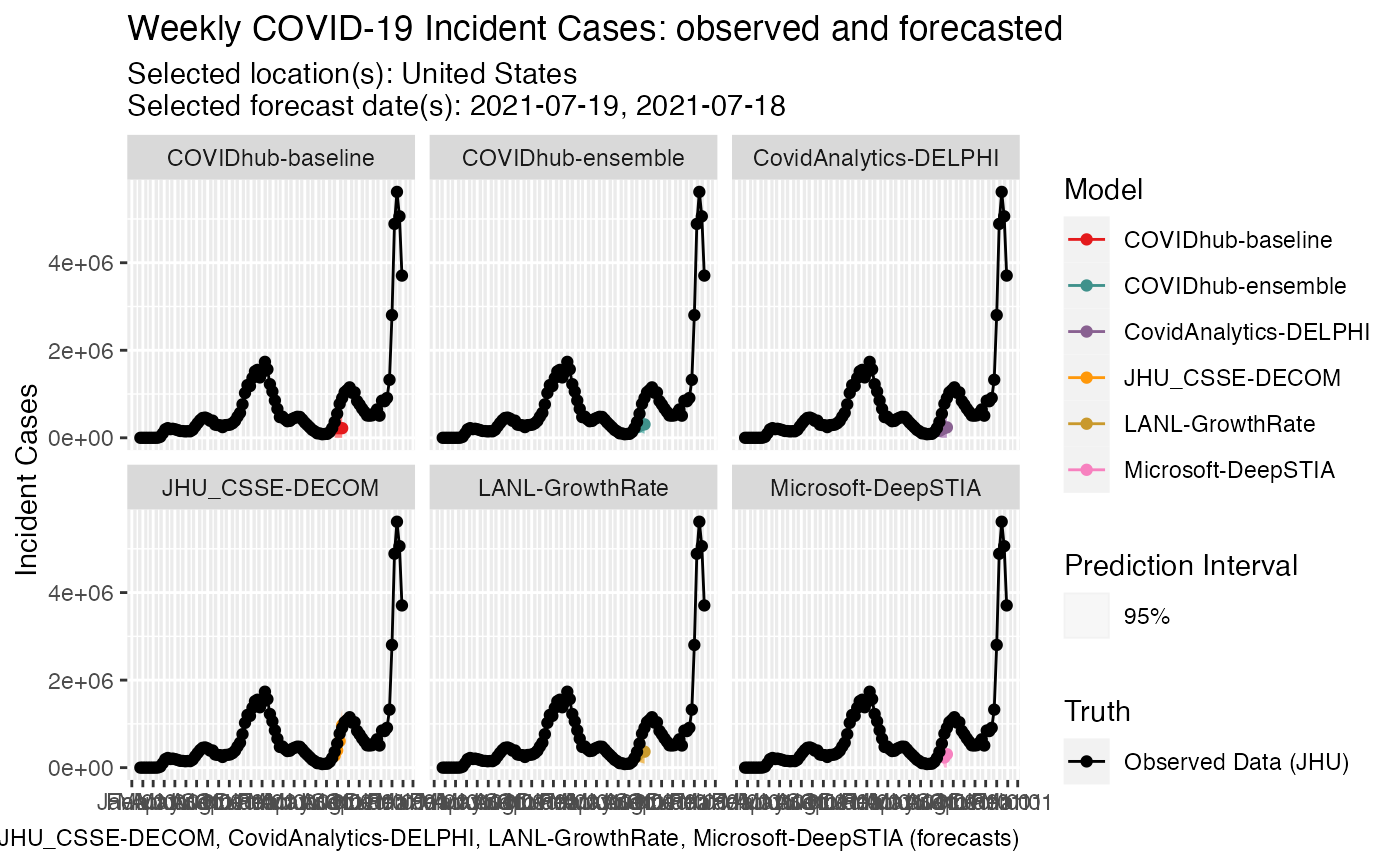 Weekly COVID-19 Incident Cases: observed and forecasted
Selected location(s): United States
Selected forecast date(s): 2021-07-19, 2021-07-18
COVIDhub-baseline
COVIDhub-ensemble
CovidAnalytics-DELPHI
4e+06
2e+06
0e+00
JHU_CSSE-DECOM
LANL-GrowthRate
Microsoft-DeepSTIA
4e+06
2e+06
0e+00
Incident Cases
JHU_CSSE-DECOM, CovidAnalytics-DELPHI, LANL-GrowthRate, Microsoft-DeepSTIA (forecasts)
Model
COVIDhub-baseline
COVIDhub-ensemble
CovidAnalytics-DELPHI
JHU_CSSE-DECOM
LANL-GrowthRate
Microsoft-DeepSTIA
Prediction Interval
95%
Truth
Observed Data (JHU)